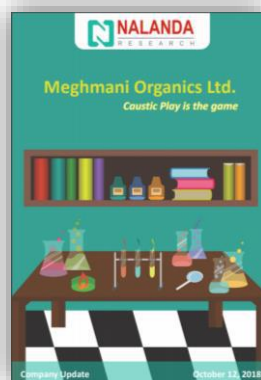 NALANDA
RESEARCH
Meghmani Organics Ltd.
Caustic Play is the game
Company Update
October 12, 2018